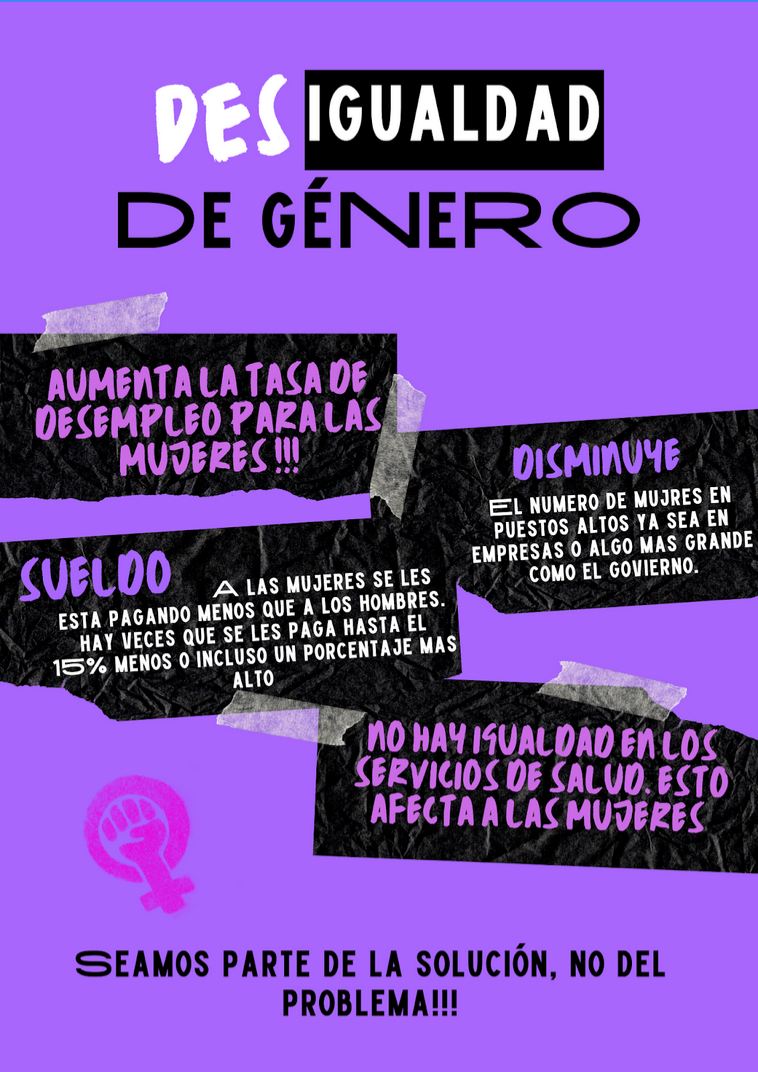 DESIGUALDAD
DE GÉNERO
AUMENTA LA TASA DE
DESEMPLEO PARA LAS
MUJERES !!!
DISMINUYE
EL NUMERO DE MUJRES EN
PUESTOS ALTOS YA SEA EN
EMPRESAS O ALGO MAS GRANDE
COMO EL GOVIERNO.
SUELDO
A LAS MUJERES SE LES
ESTA PAGANDO MENOS QUE A LOS HOMBRES.
HAY VECES QUE SE LES PAGA HASTA EL
15% MENOS O INCLUSO UN PORCENTAJE MAS
ALTO
NO HAY IGUALDAD EN LOS
SERVICIOS DE SALUD. ESTO
AFECTA A LAS MUJERES
SEAMOS PARTE DE LA SOLUCIÓN, NO DEL
PROBLEMA!!!